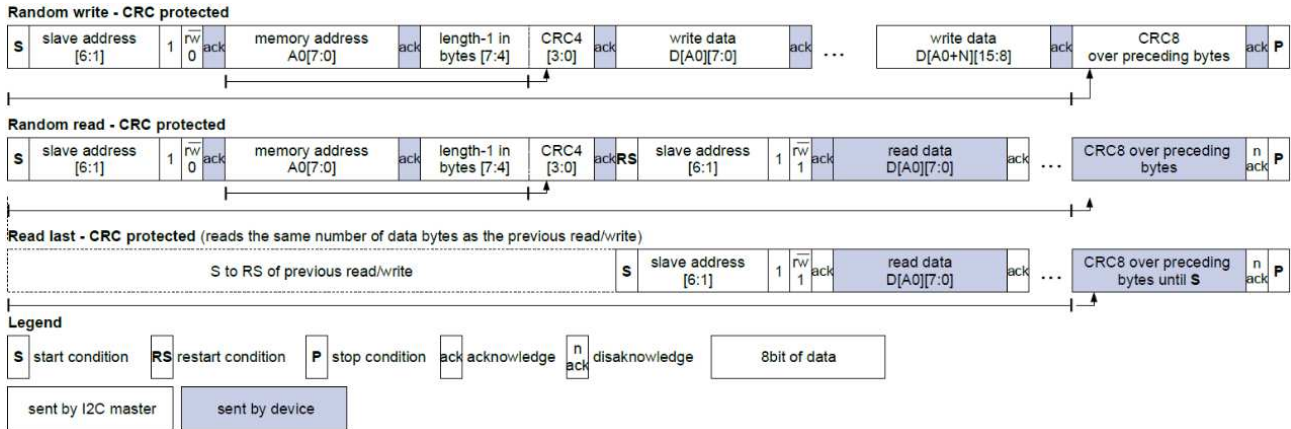 Random write - CRC protected
S slave address [6:1] 1 rw 0 ack memory address A0[7:0] ack length-1 in bytes [7:4] CRC4 [3:0] ack write data D[A0][7:0] ack ... write data D[A0+N][15:8] ack CRC8 over preceding bytes ack P
Random read - CRC protected
S slave address [6:1] 1 rw 0 ack memory address A0[7:0] ack length-1 in bytes [7:4] CRC4 [3:0] ack RS slave address [6:1] 1 rw 1 ack read data D[A0][7:0] ack ... CRC8 over preceding bytes n ack P
Read last - CRC protected (reads the same number of data bytes as the previous read/write)
S to RS of previous read/write S slave address [6:1] 1 rw 1 ack read data D[A0][7:0] ack ... CRC8 over preceding bytes until S n ack P
Legend
S start condition RS restart condition P stop condition ack acknowledge n ack disaknowledge 8bit of data
sent by I2C master sent by device